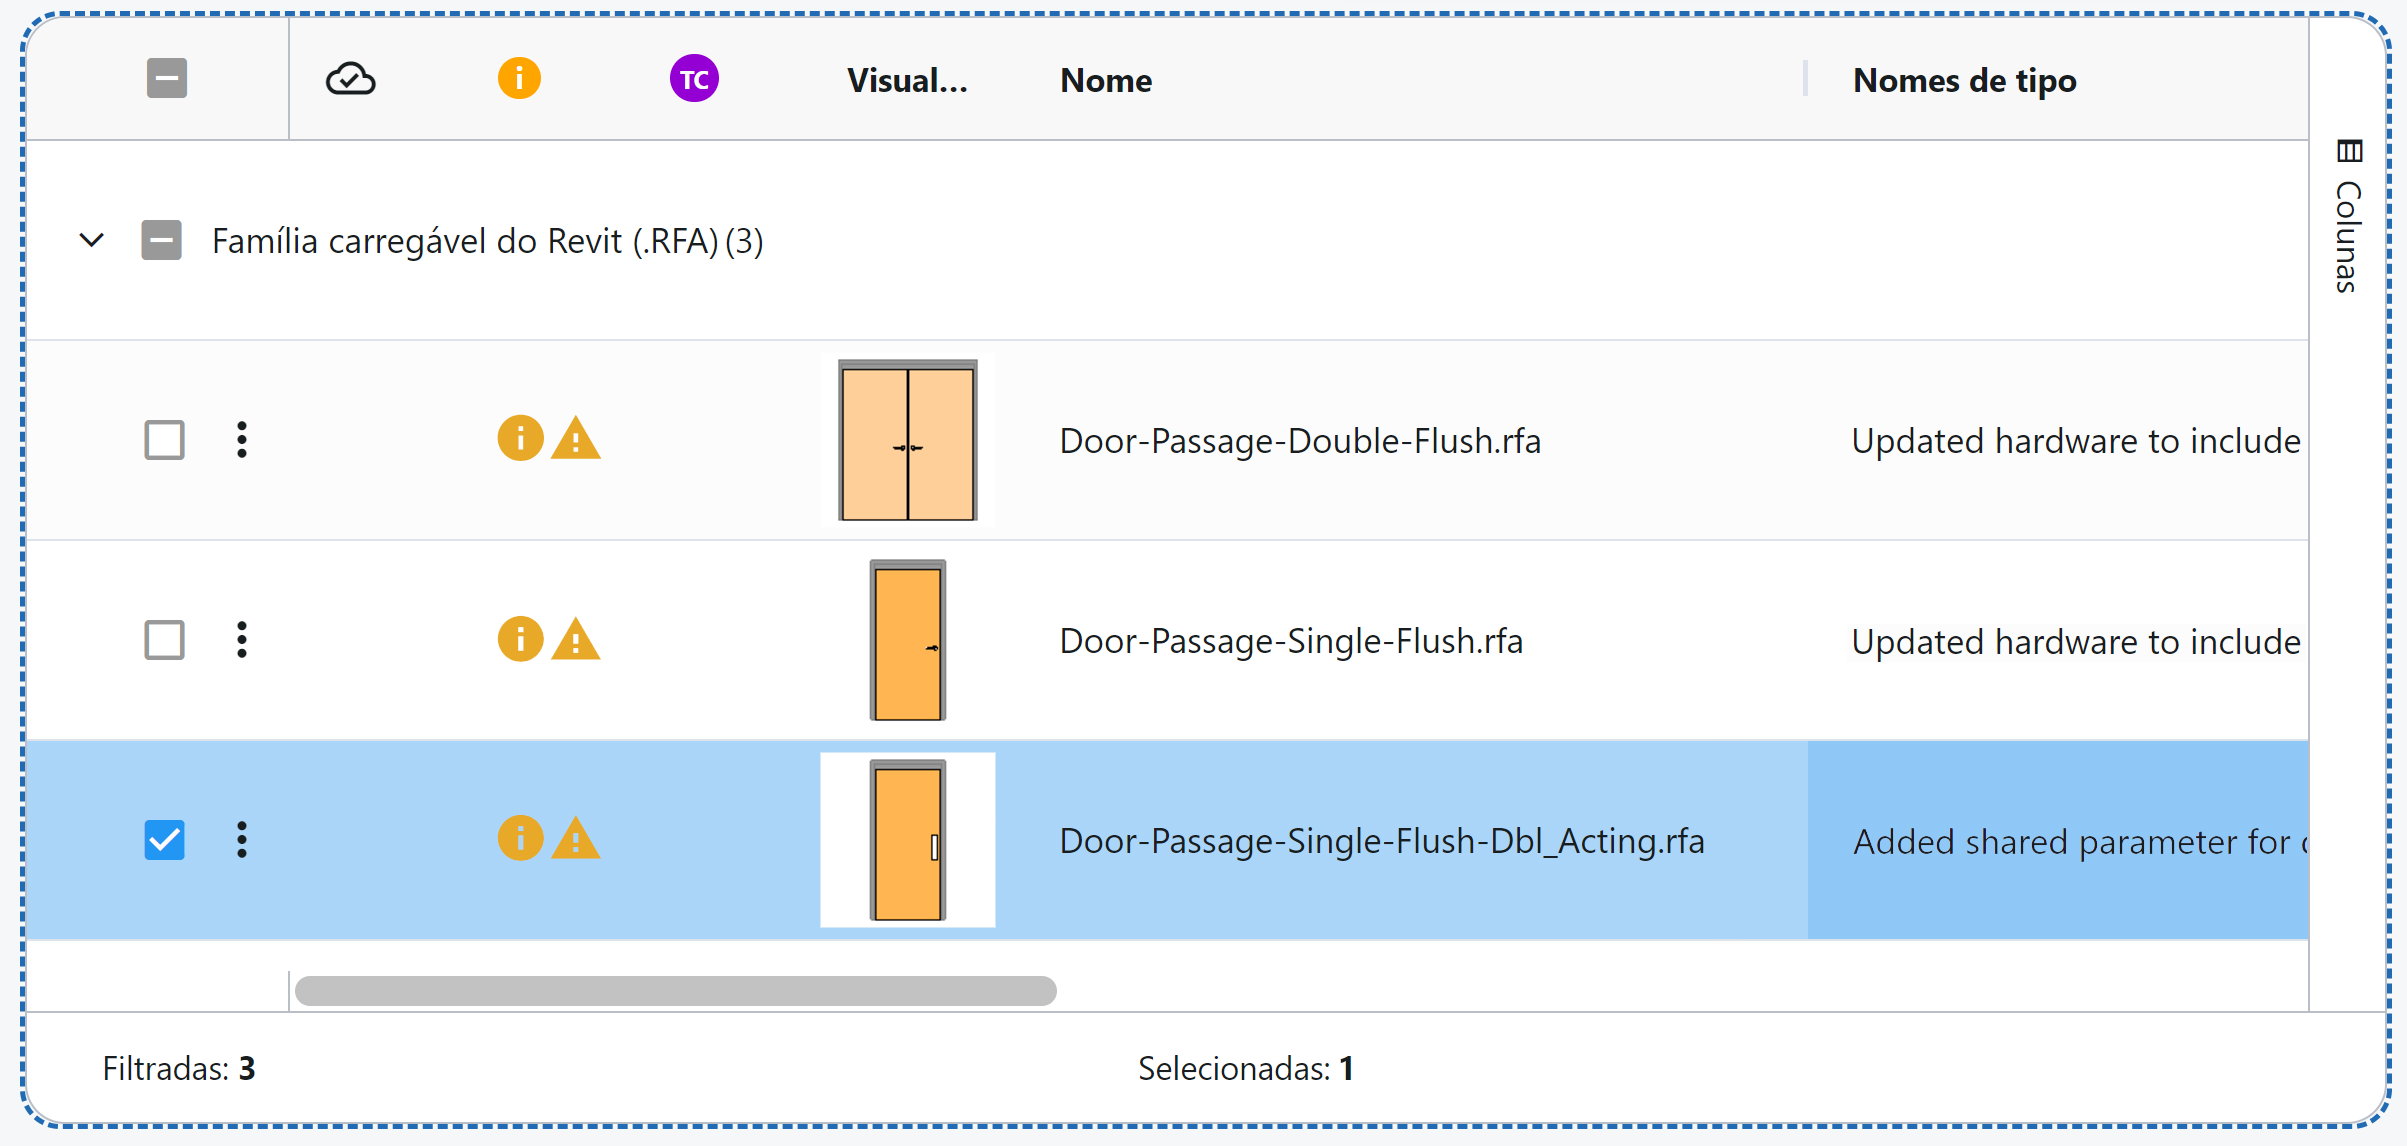 TC Visual... Nome Nomes de tipo
Colunas
Família carregável do Revit (.RFA) (3)
Door-Passage-Double-Flush.rfa Updated hardware to include
Door-Passage-Single-Flush.rfa Updated hardware to include
Door-Passage-Single-Flush-Dbl_Acting.rfa Added shared parameter for
Filtradas: 3 Selecionadas: 1